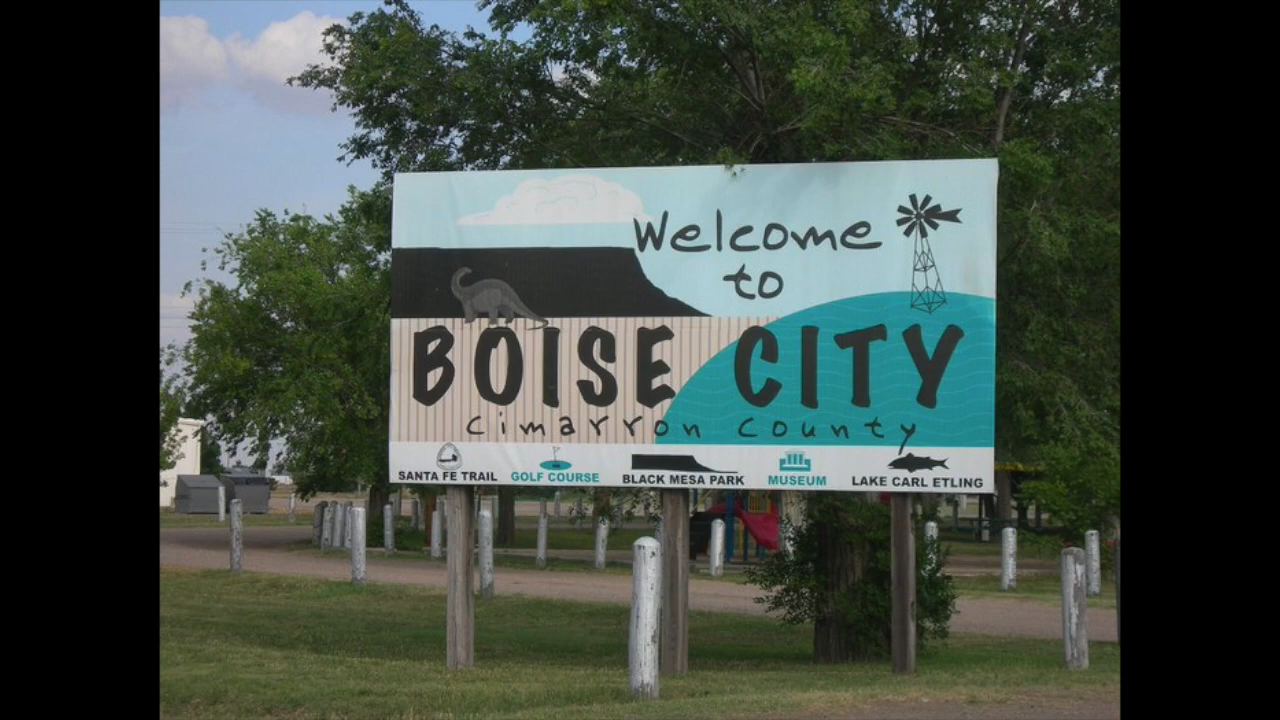 Welcome
to
BOISE CITY
Cimarron County
SANTA FE TRAIL GOLF COURSE BLACK MESA PARK MUSEUM LAKE CARL ETLING